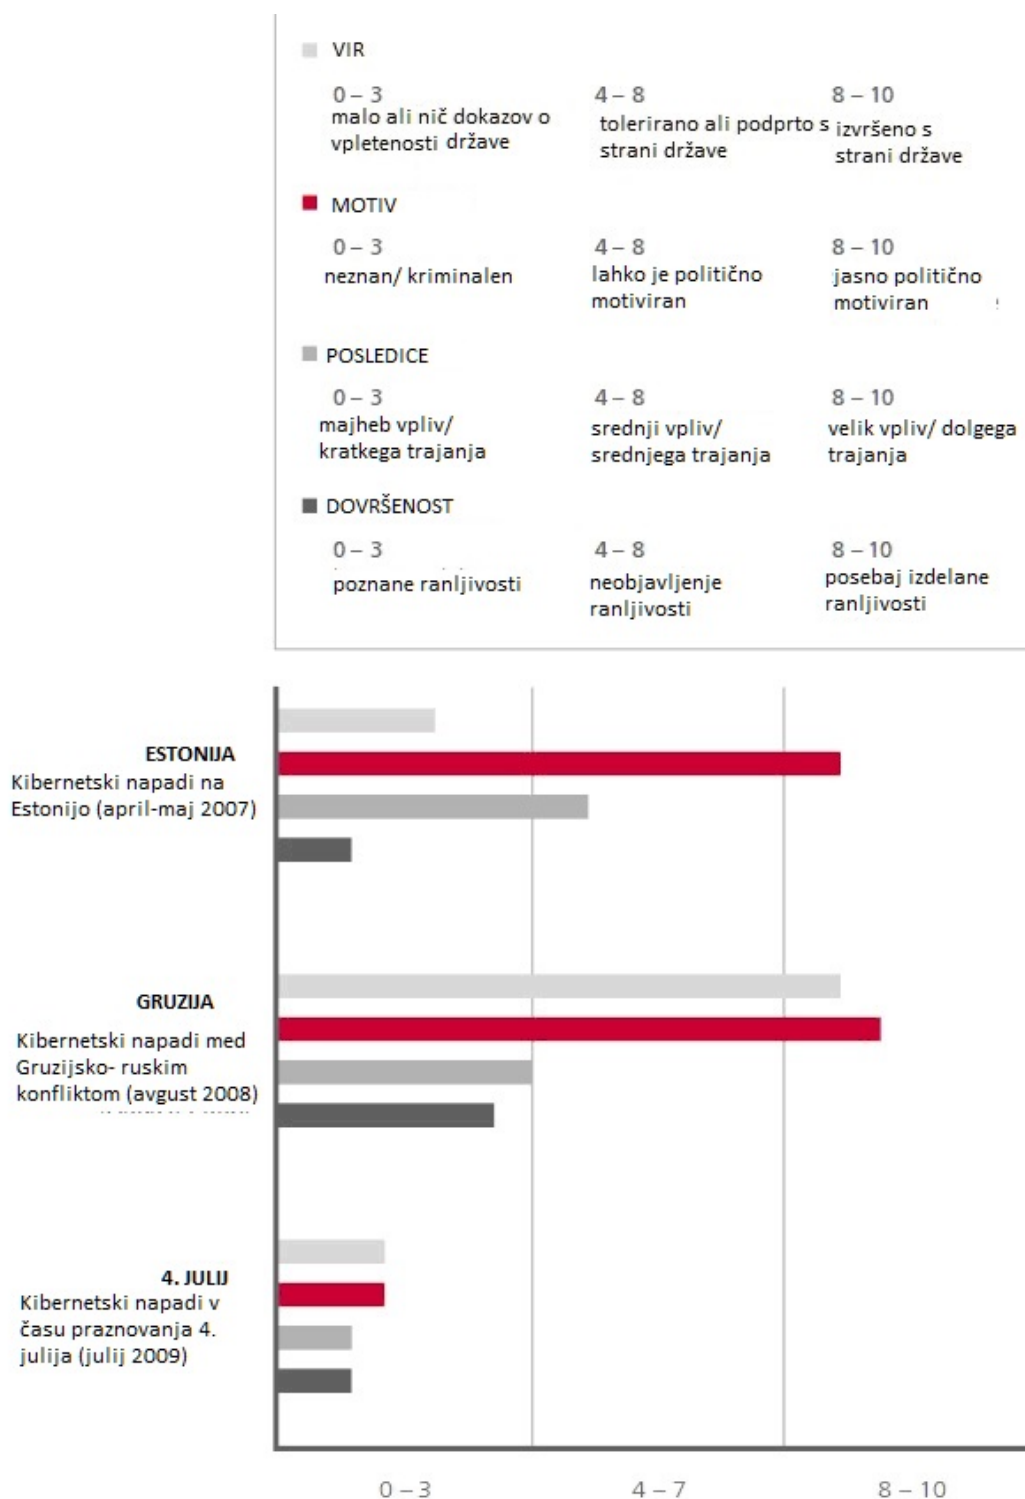 VIR
0 – 3 4 – 8 8 – 10
malo ali nič dokazov o tolerirano ali podprto s izvršeno s
vpletenosti države strani države strani države
MOTIV
0 – 3 4 – 8 8 – 10
neznan/ kriminalen lahko je politično jasno politično
motiviran motiviran
POSLEDICE
0 – 3 4 – 8 8 – 10
majheb vpliv/ srednji vpliv/ velik vpliv/ dolgega
kratkega trajanja srednjega trajanja trajanja
DOVRŠENOST
0 – 3 4 – 8 8 – 10
poznane ranljivosti neobjavljenje posebaj izdelane
ranljivosti ranljivosti
ESTONIJA
Kibernetski napadi na
Estonijo (april-maj 2007)
GRUZIJA
Kibernetski napadi med
Gruzijsko- ruskim
konfliktom (avgust 2008)
4. JULIJ
Kibernetski napadi v
času praznovanja 4.
julija (julij 2009)
0 – 3 4 – 7 8 – 10